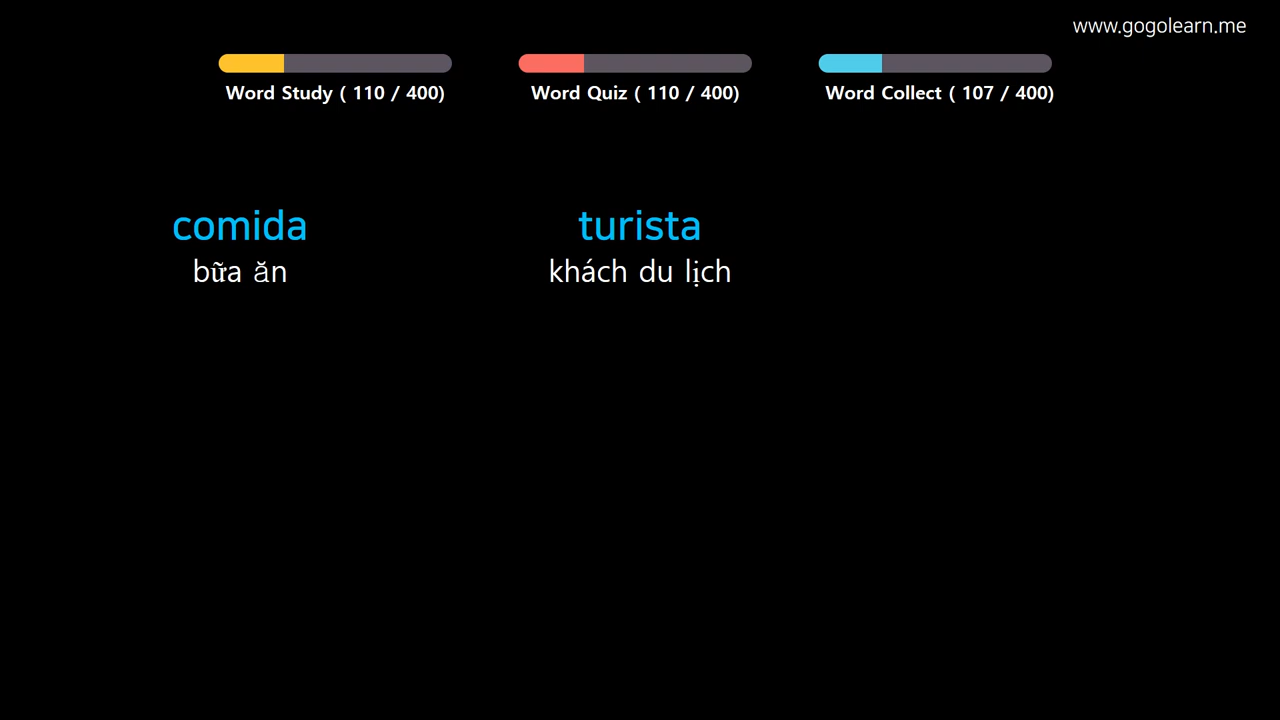 www.gogolearn.me
Word Study ( 110 / 400)
Word Quiz ( 110 / 400)
Word Collect ( 107 / 400)
comida
bữa ăn
turista
khách du lịch